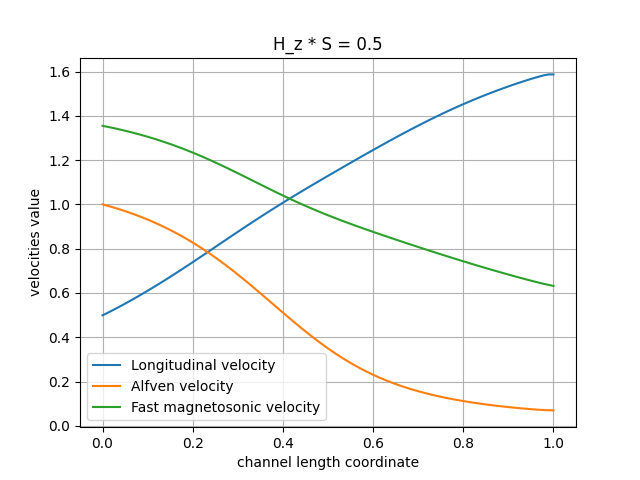 H_z * S = 0.5
velocities value
1.6
1.4
1.2
1.0
0.8
0.6
0.4
0.2
0.0
Longitudinal velocity
Alfven velocity
Fast magnetosonic velocity
0.0 0.2 0.4 0.6 0.8 1.0
channel length coordinate